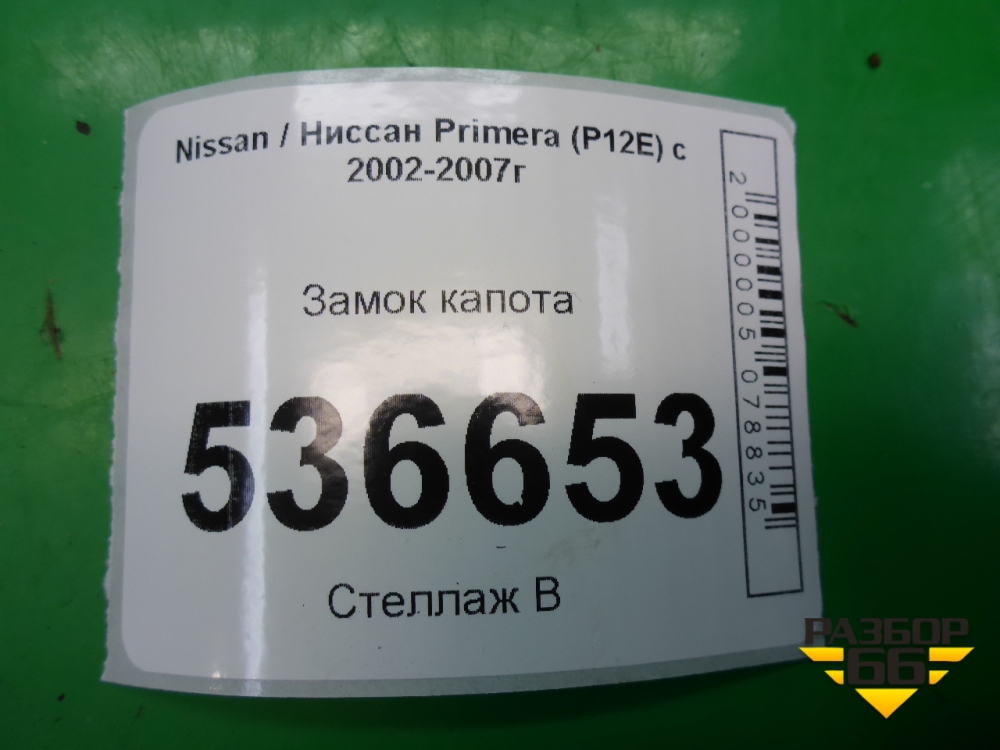 Nissan / Ниссан Primera (P12E) с
2002-2007г
Замок капота
536653
Стеллаж В
2000005078835
РАЗБОР
66